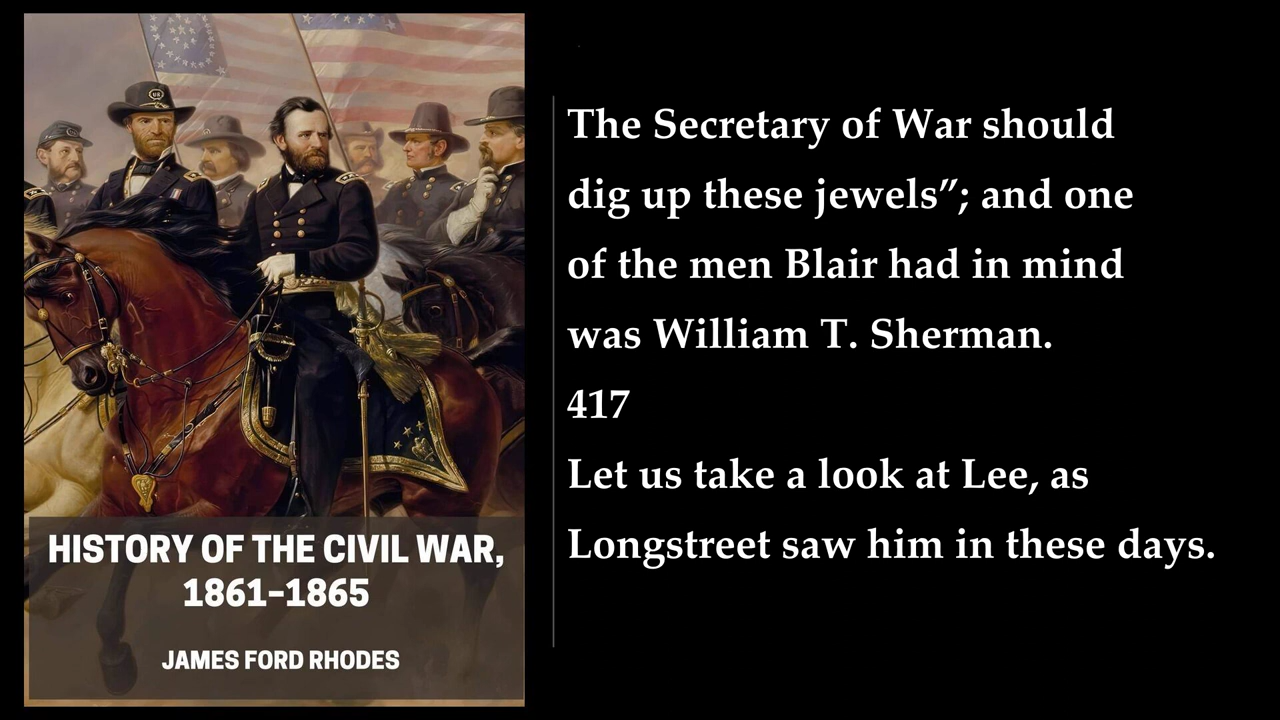 The Secretary of War should
dig up these jewels”; and one
of the men Blair had in mind
was William T. Sherman.
417
Let us take a look at Lee, as
Longstreet saw him in these days.
HISTORY OF THE CIVIL WAR,
1861–1865
JAMES FORD RHODES